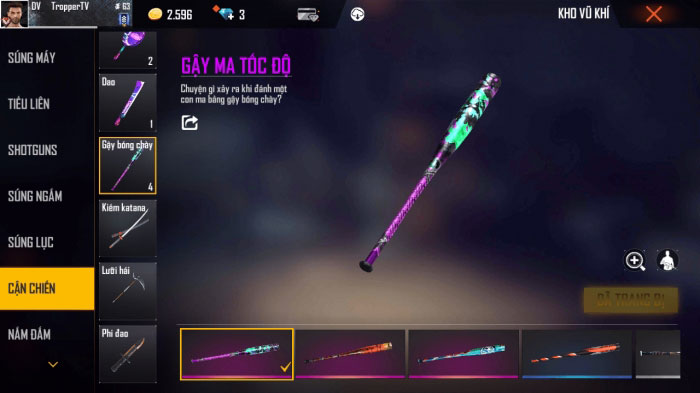 DV TropperTV # 63
2.596
3
KHO VŨ KHÍ
SÚNG MÁY
TIỂU LIÊN
SHOTGUNS
SÚNG NGẮM
SÚNG LỤC
CẬN CHIẾN
NẮM ĐẤM
2
Dao
1
Gậy bóng chày
4
Kiếm katana
Lưỡi hái
Phi dao
GẬY MA TỐC ĐỘ
Chuyện gì xảy ra khi đánh một
con ma bằng gậy bóng chày?
ĐÃ TRANG BỊ